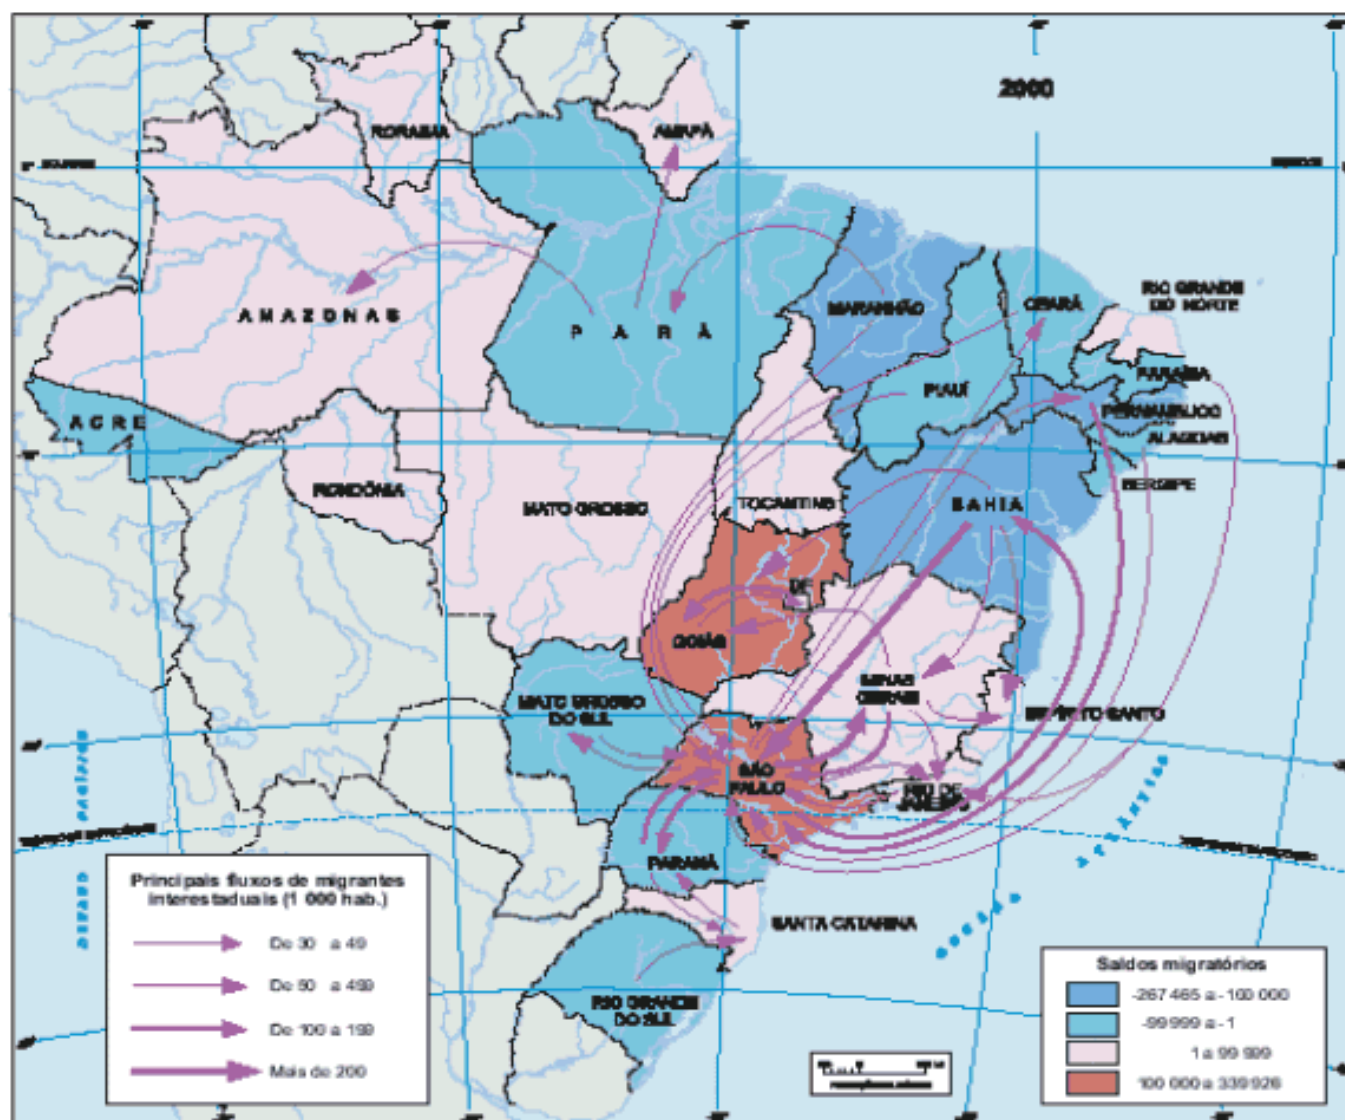 2000
RORAIMA
AMAPÁ
AMAZONAS
PARÁ
MARANHÃO
CEARÁ
RIO GRANDE
DO NORTE
PARAÍBA
PIAUÍ
PERNAMBUCO
ALAGOAS
SERGIPE
ACRE
RONDÔNIA
MATO GROSSO
TOCANTINS
BAHIA
GOIÁS
MINAS
GERAIS
MATO GROSSO
DO SUL
ESPÍRITO SANTO
SÃO
PAULO
RIO DE
JANEIRO
PARANÁ
SANTA CATARINA
RIO GRANDE
DO SUL
OCEANO PACÍFICO
OCEANO ATLÂNTICO
Principais fluxos de migrantes
interestaduais (1 000 hab.)
De 30 a 49
De 100 a 199
Mais de 200
Saldos migratórios
-267 465 a -100 000
-99 999 a -1
1 a 99 999
100 000 a 339 926